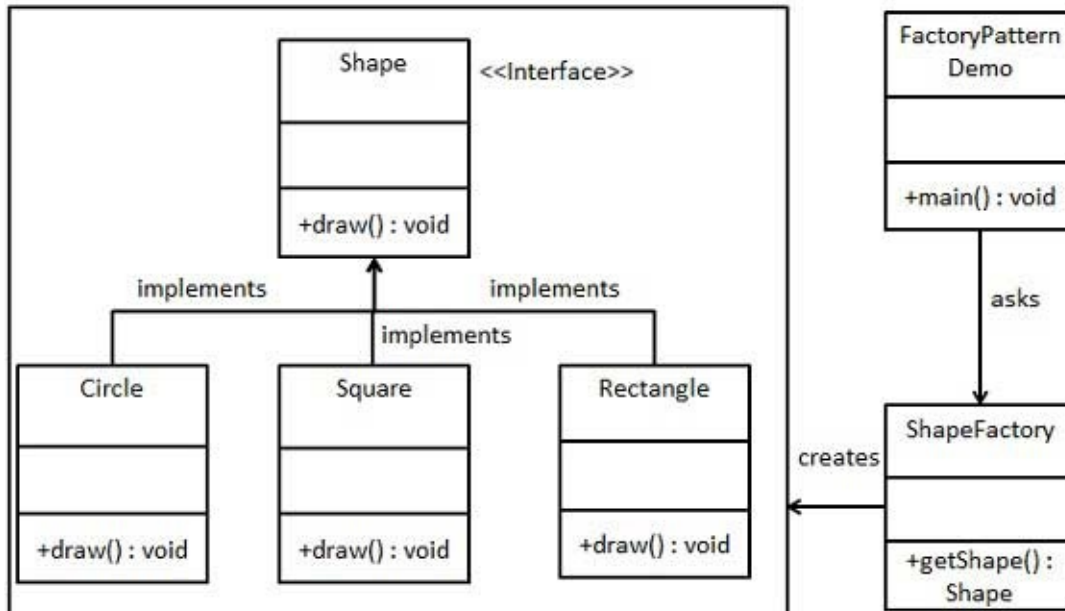 Shape
<<Interface>>
+draw() : void
implements
implements
implements
Circle
+draw() : void
Square
+draw() : void
Rectangle
+draw() : void
FactoryPattern
Demo
+main() : void
asks
creates
ShapeFactory
+getShape() :
Shape